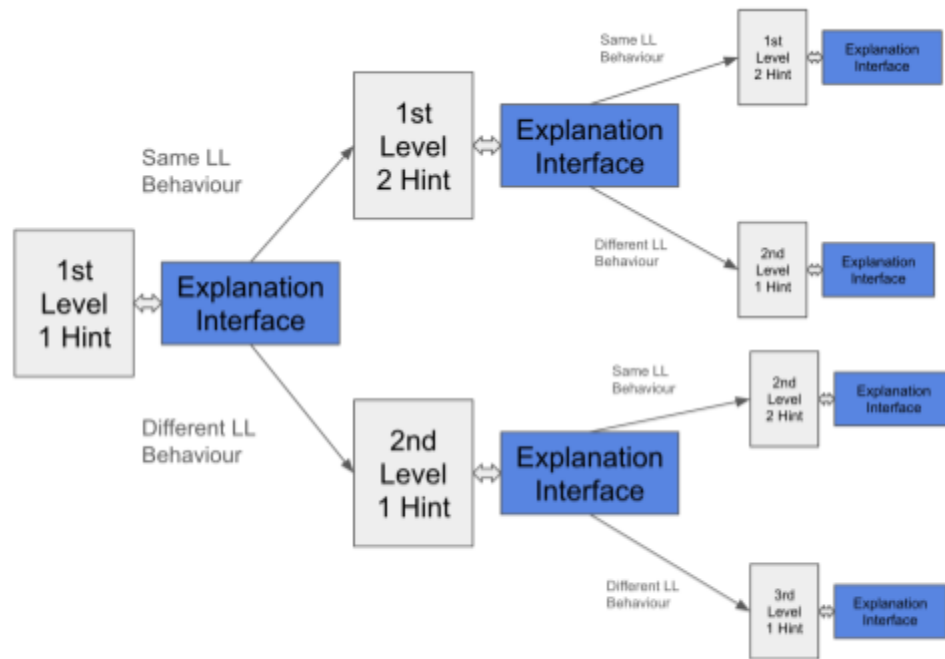 1st
Level
1 Hint
Explanation
Interface
Same LL
Behaviour
1st
Level
2 Hint
Explanation
Interface
Same LL
Behaviour
1st
Level
2 Hint
Explanation
Interface
Different LL
Behaviour
2nd
Level
1 Hint
Explanation
Interface
Different LL
Behaviour
2nd
Level
1 Hint
Explanation
Interface
Same LL
Behaviour
2nd
Level
2 Hint
Explanation
Interface
Different LL
Behaviour
3rd
Level
1 Hint
Explanation
Interface